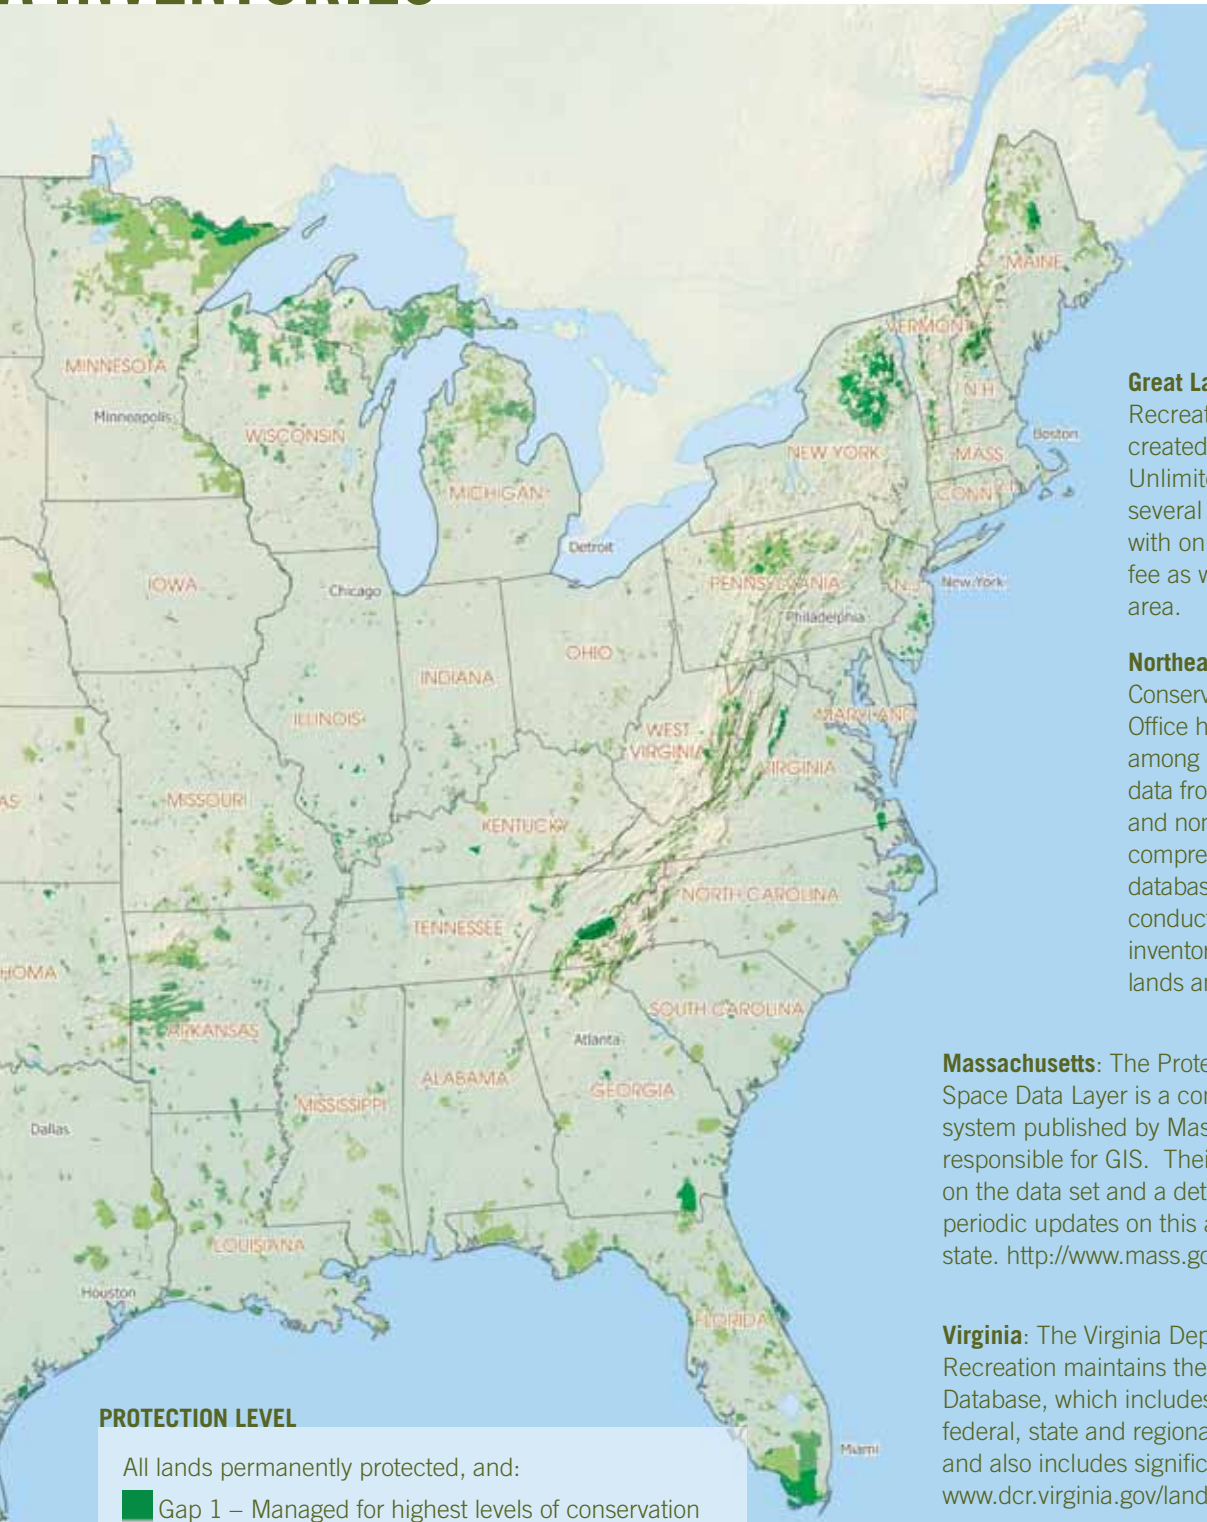 A INVENTORIES
MAINE
VERMONT
N.H.
MINNESOTA
Minneapolis
WISCONSIN
Boston
NEW YORK
MASS
MICHIGAN
CONN
Detroit
IOWA
Chicago
PENNSYLVANIA
N.J.
New York
Philadelphia
OHIO
INDIANA
ILLINOIS
MARYLAND
WEST
VIRGINIA
VIRGINIA
AS
MISSOURI
KENTUCKY
NORTH CAROLINA
TENNESSEE
HOMA
SOUTH CAROLINA
ARKANSAS
Atlanta
ALABAMA
GEORGIA
MISSISSIPPI
Dallas
LOUISIANA
Houston
FLORIDA
Miami
PROTECTION LEVEL
All lands permanently protected, and:
Gap 1 – Managed for highest levels of conservation
Great La
Recreat
created
Unlimite
several
with on
fee as w
area.
Northea
Conserv
Office h
among
data fro
and nor
compre
databas
conduct
inventor
lands a
Massachusetts: The Prote
Space Data Layer is a cor
system published by Mas
responsible for GIS. Thei
on the data set and a det
periodic updates on this a
state. http://www.mass.go
Virginia: The Virginia Dep
Recreation maintains the
Database, which includes
federal, state and regiona
and also includes signific
www.dcr.virginia.gov/land